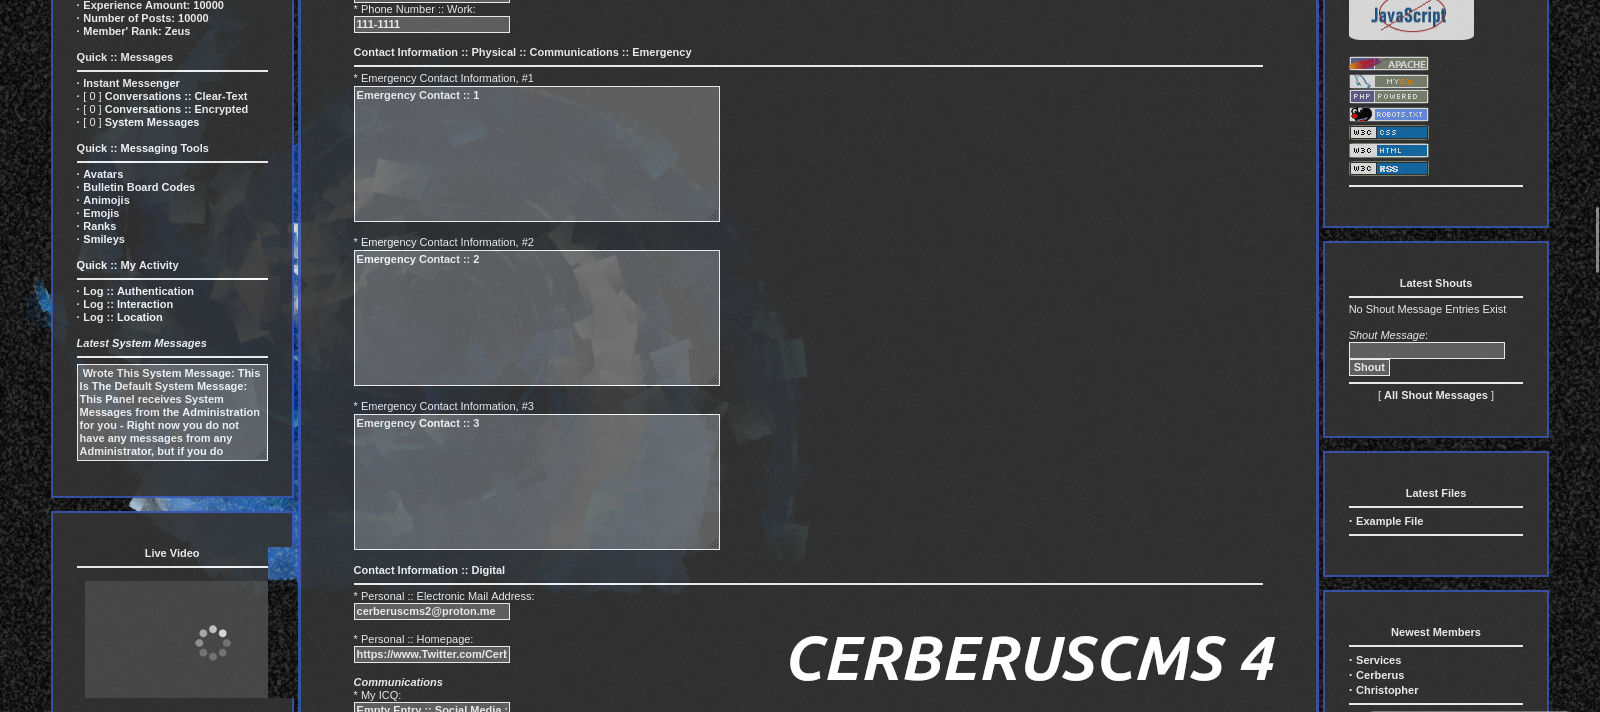 · Experience Amount: 10000
· Number of Posts: 10000
· Member' Rank: Zeus
Quick :: Messages
· Instant Messenger
· [ 0 ] Conversations :: Clear-Text
· [ 0 ] Conversations :: Encrypted
· [ 0 ] System Messages
Quick :: Messaging Tools
· Avatars
· Bulletin Board Codes
· Animojis
· Emojis
· Ranks
· Smileys
Quick :: My Activity
· Log :: Authentication
· Log :: Interaction
· Log :: Location
Latest System Messages
Wrote This System Message: This
Is The Default System Message:
This Panel receives System
Messages from the Administration
for you - Right now you do not
have any messages from any
Administrator, but if you do
Live Video
* Phone Number :: Work:
111-1111
Contact Information :: Physical :: Communications :: Emergency
* Emergency Contact Information, #1
Emergency Contact :: 1
* Emergency Contact Information, #2
Emergency Contact :: 2
* Emergency Contact Information, #3
Emergency Contact :: 3
Contact Information :: Digital
* Personal :: Electronic Mail Address:
cerberuscms2@proton.me
* Personal :: Homepage:
https://www.Twitter.com/Cert
Communications
* My ICQ:
Empty Entry :: Social Media :
CERBERUSCMS 4
JavaScript
APACHE
MYSQL
PHP POWERED
ROBOTS.TXT
W3C CSS
W3C HTML
W3C RSS
Latest Shouts
No Shout Message Entries Exist
Shout Message:
Shout
[ All Shout Messages ]
Latest Files
· Example File
Newest Members
· Services
· Cerberus
· Christopher